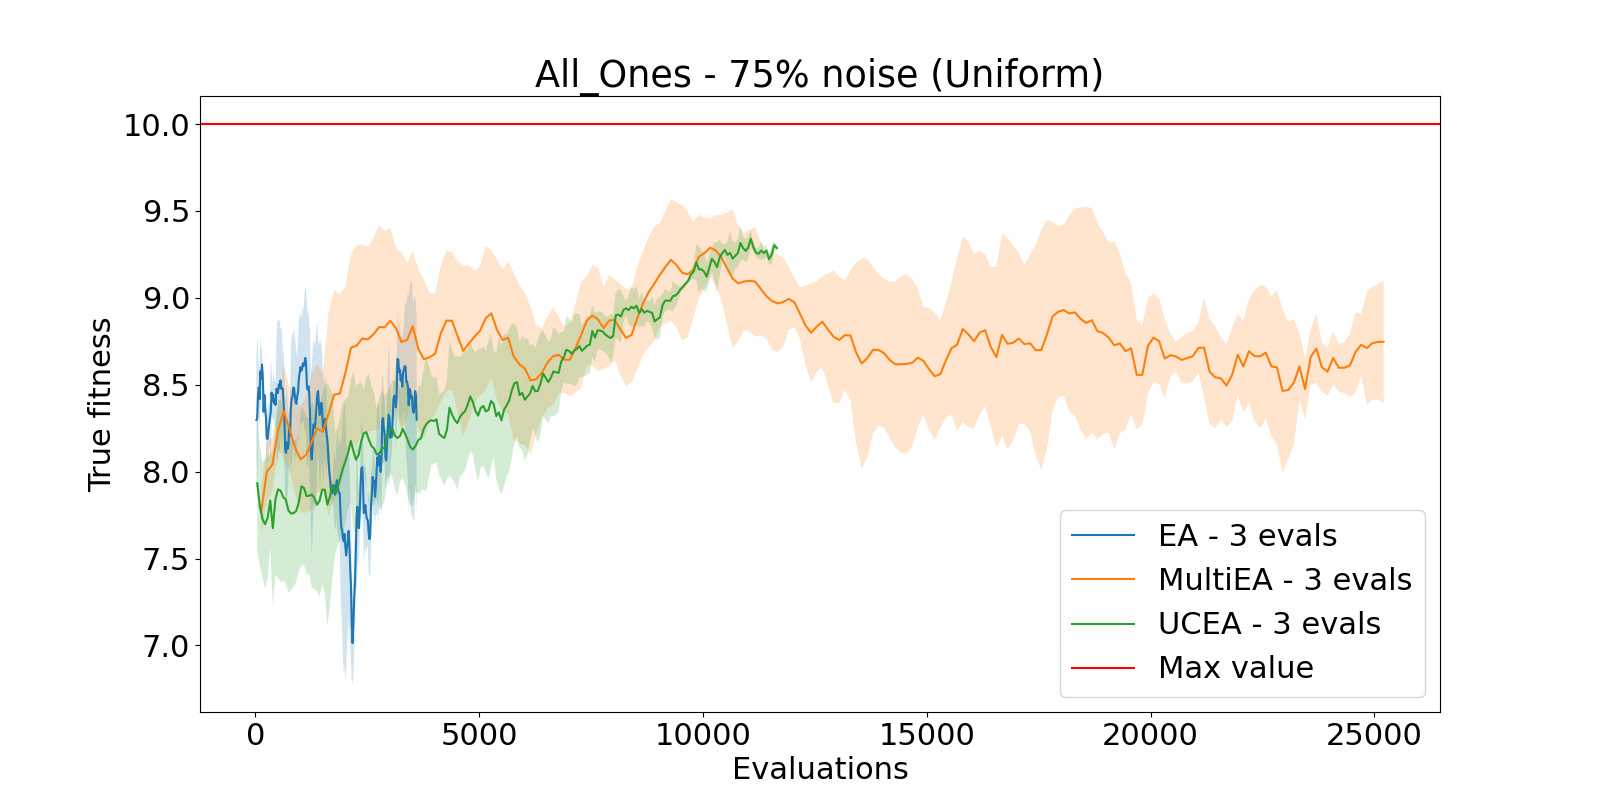 All_Ones - 75% noise (Uniform)
True fitness
10.0
9.5
9.0
8.5
8.0
7.5
7.0
EA - 3 evals
MultiEA - 3 evals
UCEA - 3 evals
Max value
0 5000 10000 15000 20000 25000
Evaluations